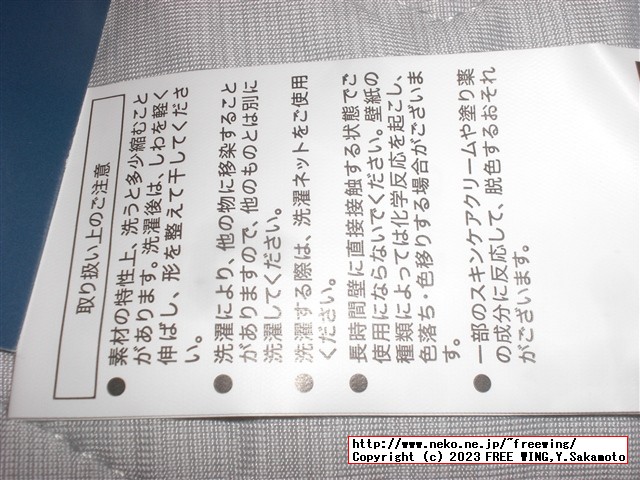 取り扱い上のご注意
●素材の特性上、洗うと多少縮むこと
があります。洗濯後は、しわを軽く
伸ばし、形を整えて干してくださ
い。
●洗濯により、他の物に移染すること
がありますので、他のものとは別に
洗濯してください。
●洗濯する際は、洗濯ネットをご使用
ください。
●長時間壁に直接接触する状態でご
使用にならないでください。壁紙の
種類によっては化学反応を起こし、
色落ち・色移りする場合がございま
す。
●一部のスキンケアクリームや塗り薬
の成分に反応して、脱色するおそれ
がございます。
http://www.neko.ne.jp/~freewing/
Copyright (c) 2023 FREE WING,Y.Sakamoto